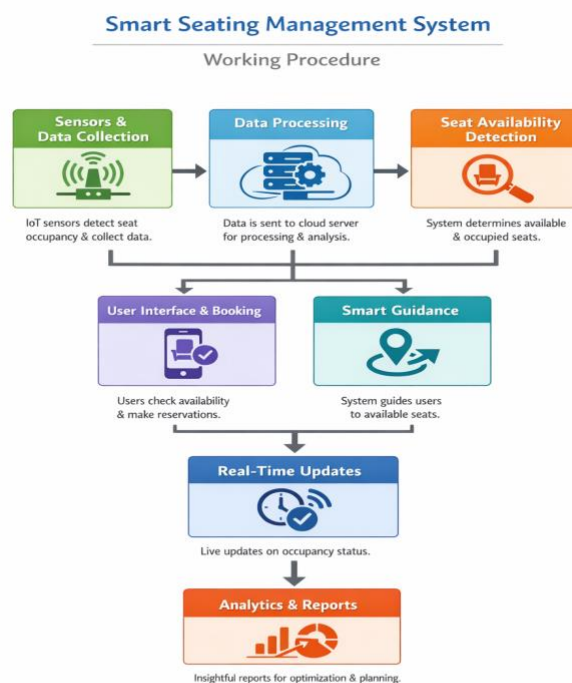 Smart Seating Management System
Working Procedure
Sensors &
Data Collection
IoT sensors detect seat
occupancy & collect data.
Data Processing
Data is sent to cloud server
for processing & analysis.
Seat Availability
Detection
System determines available
& occupied seats.
User Interface & Booking
Users check availability
& make reservations.
Smart Guidance
System guides users
to available seats.
Real-Time Updates
Live updates on occupancy status.
Analytics & Reports
Insightful reports for optimization & planning.